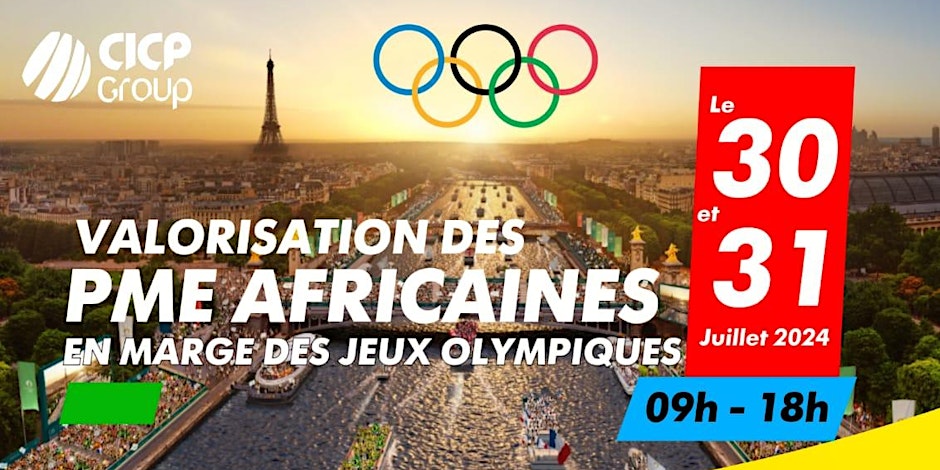 CICP
Group
Le
30
et
31
Juillet 2024
VALORISATION DES
PME AFRICAINES
EN MARGE DES JEUX OLYMPIQUES
09h - 18h